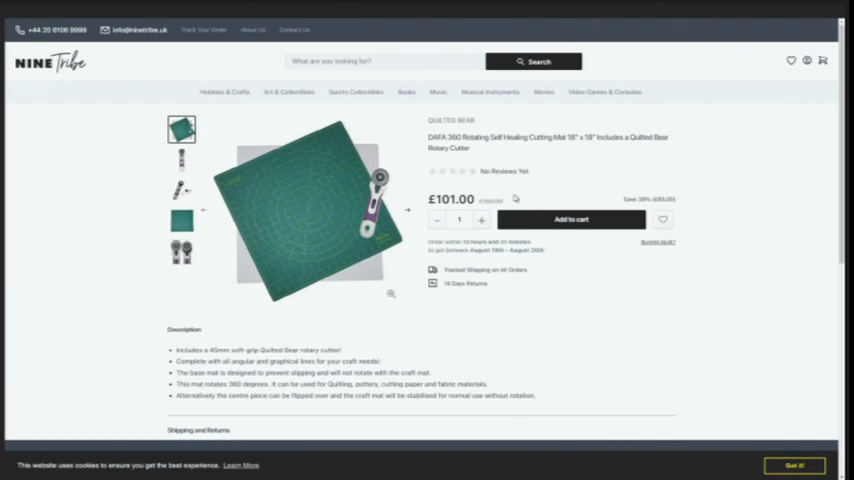 +44 20 8106 9999 info@ninetribe.uk Track Your Order About Us Contact Us
NINE Tribe What are you looking for? Search
Hobbies & Crafts Art & Collectibles Sports Collectibles Books Music Musical Instruments Movies Video Games & Consoles
QUILTED BEAR
DAFA 360 Rotating Self Healing Cutting Mat 18" x 18" Includes a Quilted Bear
Rotary Cutter
No Reviews Yet
£101.00
- 1 + Add to cart
to get between August 19th - August 26th
Tracked Shipping on All Orders
14 Days Returns
Description
Includes a 45mm soft-grip Quilted Bear rotary cutter!
Complete with all angular and graphical lines for your craft needs!
The base mat is designed to prevent slipping and will not rotate with the craft mat.
This mat rotates 360 degrees. It can be used for Quilting, pottery, cutting paper and fabric materials.
Alternatively the centre piece can be flipped over and the craft mat will be stabilised for normal use without rotation.
Shipping and Returns
This website uses cookies to ensure you get the best experience. Learn More Got it!